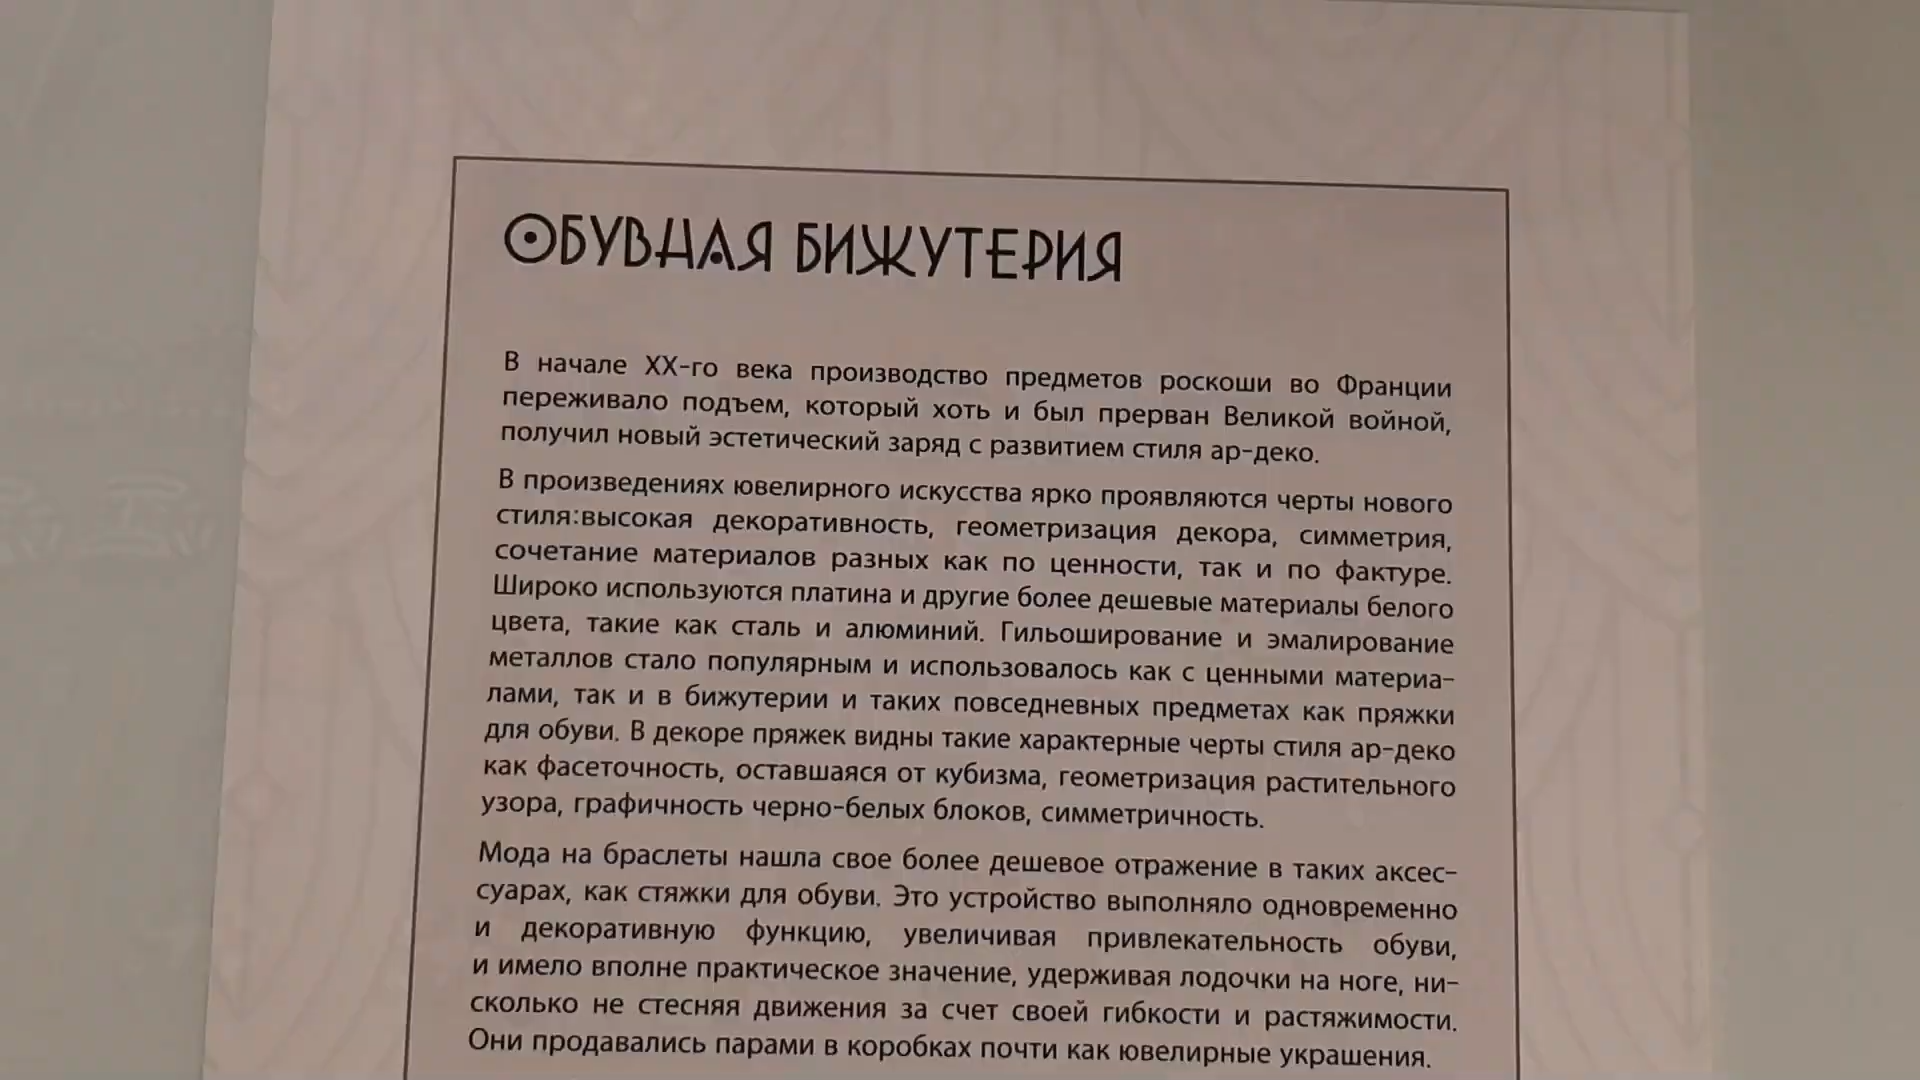 ОБУВНАЯ БИЖУТЕРИЯ
В начале XX-го века производство предметов роскоши во Франции
переживало подъем, который хоть и был прерван Великой войной,
получил новый эстетический заряд с развитием стиля ар-деко.
В произведениях ювелирного искусства ярко проявляются черты нового
стиля:высокая декоративность, геометризация декора, симметрия,
сочетание материалов разных как по ценности, так и по фактуре.
Широко используются платина и другие более дешевые материалы белого
цвета, такие как сталь и алюминий. Гильоширование и эмалирование
металлов стало популярным и использовалось как с ценными материа-
лами, так и в бижутерии и таких повседневных предметах как пряжки
для обуви. В декоре пряжек видны такие характерные черты стиля ар-деко
как фасеточность, оставшаяся от кубизма, геометризация растительного
узора, графичность черно-белых блоков, симметричность.
Мода на браслеты нашла свое более дешевое отражение в таких аксес-
суарах, как стяжки для обуви. Это устройство выполняло одновременно
и декоративную функцию, увеличивая привлекательность обуви,
и имело вполне практическое значение, удерживая лодочки на ноге, ни-
сколько не стесняя движения за счет своей гибкости и растяжимости.
Они продавались парами в коробках почти как ювелирные украшения.